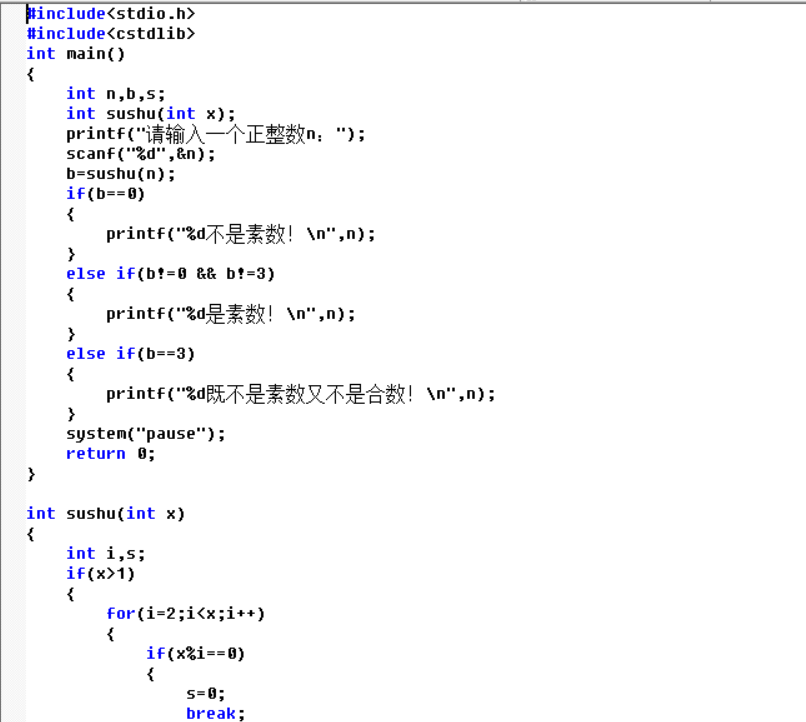 #include<stdio.h>
#include<cstdlib>
int main()
{
    int n,b,s;
    int sushu(int x);
    printf("请输入一个正整数n：");
    scanf("%d",&n);
    b=sushu(n);
    if(b==0)
    {
        printf("%d不是素数！\n",n);
    }
    else if(b!=0 && b!=3)
    {
        printf("%d是素数！\n",n);
    }
    else if(b==3)
    {
        printf("%d既不是素数又不是合数！\n",n);
    }
    system("pause");
    return 0;
}

int sushu(int x)
{
    int i,s;
    if(x>1)
    {
        for(i=2;i<x;i++)
        {
            if(x%i==0)
            {
                s=0;
                break;